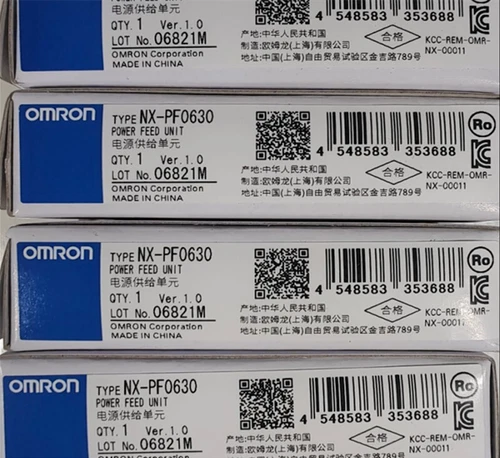 QTY. 1 Ver. 1.0
LOT No. 06821M
OMRON Corporation
MADE IN CHINA
4 548583 353688
产地:中华人民共和国
制造:欧姆龙(上海)有限公司
地址:中国(上海)自由贸易试验区金吉路789号
合格
KCC-REM-OMR-
NX-00011
OMRON
TYPE NX-PF0630
POWER FEED UNIT
电源供给单元
QTY. 1 Ver. 1.0
LOT No. 06821M
OMRON Corporation
MADE IN CHINA
4 548583 353688
产地:中华人民共和国
制造:欧姆龙(上海)有限公司
地址:中国(上海)自由贸易试验区金吉路789号
合格
Ro
KCC-REM-OMR-
NX-00011
OMRON
TYPE NX-PF0630
POWER FEED UNIT
电源供给单元
QTY. 1 Ver. 1.0
LOT No. 06821M
OMRON Corporation
MADE IN CHINA
4 548583 353688
产地:中华人民共和国
制造:欧姆龙(上海)有限公司
地址:中国(上海)自由贸易试验区金吉路789号
合格
Ro
KCC-REM-OMR-
NX-00011
OMRON
TYPE NX-PF0630
POWER FEED UNIT
电源供给单元
QTY. 1 Ver. 1.0
LOT No. 06821M
OMRON Corporation
4 548583 353688
产地:中华人民共和国
制造:欧姆龙(上海)有限公司
合格
Ro
KCC-REM-OMR-
NX-00011